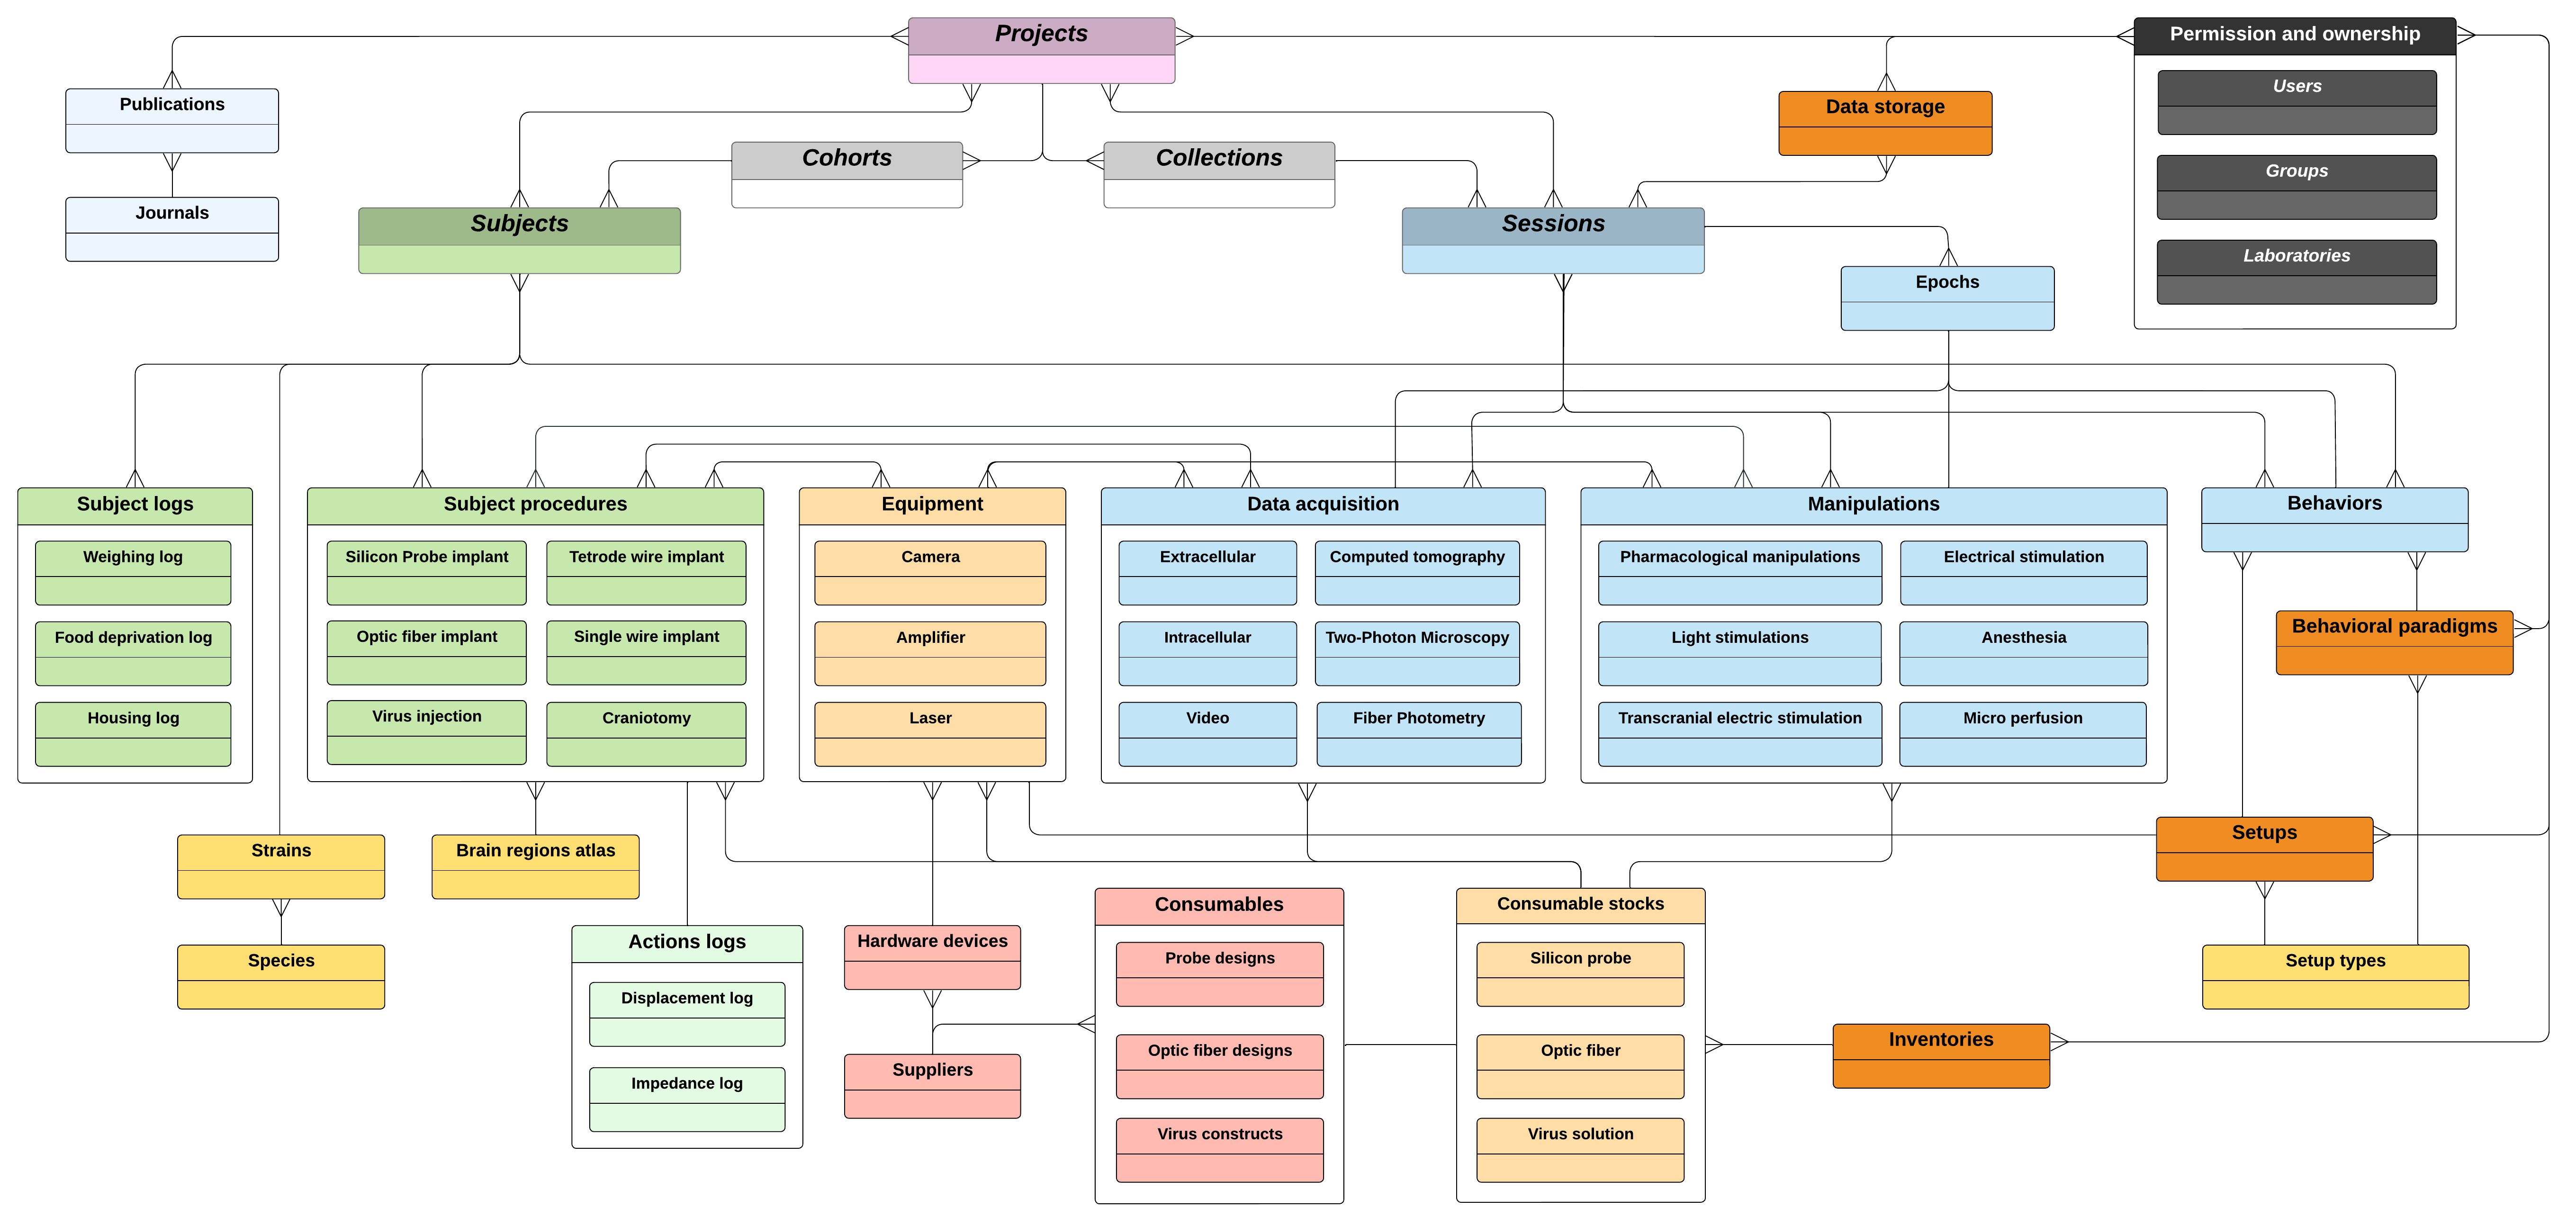 Projects
Permission and ownership
Users
Groups
Laboratories
Publications
Journals
Data storage
Cohorts
Collections
Subjects
Sessions
Epochs
Subject logs
Weighing log
Food deprivation log
Housing log
Subject procedures
Silicon Probe implant
Tetrode wire implant
Optic fiber implant
Single wire implant
Virus injection
Craniotomy
Equipment
Camera
Amplifier
Laser
Data acquisition
Extracellular
Computed tomography
Intracellular
Two-Photon Microscopy
Video
Fiber Photometry
Manipulations
Pharmacological manipulations
Electrical stimulation
Light stimulations
Anesthesia
Transcranial electric stimulation
Micro perfusion
Behaviors
Behavioral paradigms
Setups
Strains
Brain regions atlas
Species
Actions logs
Displacement log
Impedance log
Hardware devices
Suppliers
Consumables
Probe designs
Optic fiber designs
Virus constructs
Consumable stocks
Silicon probe
Optic fiber
Virus solution
Setup types
Inventories